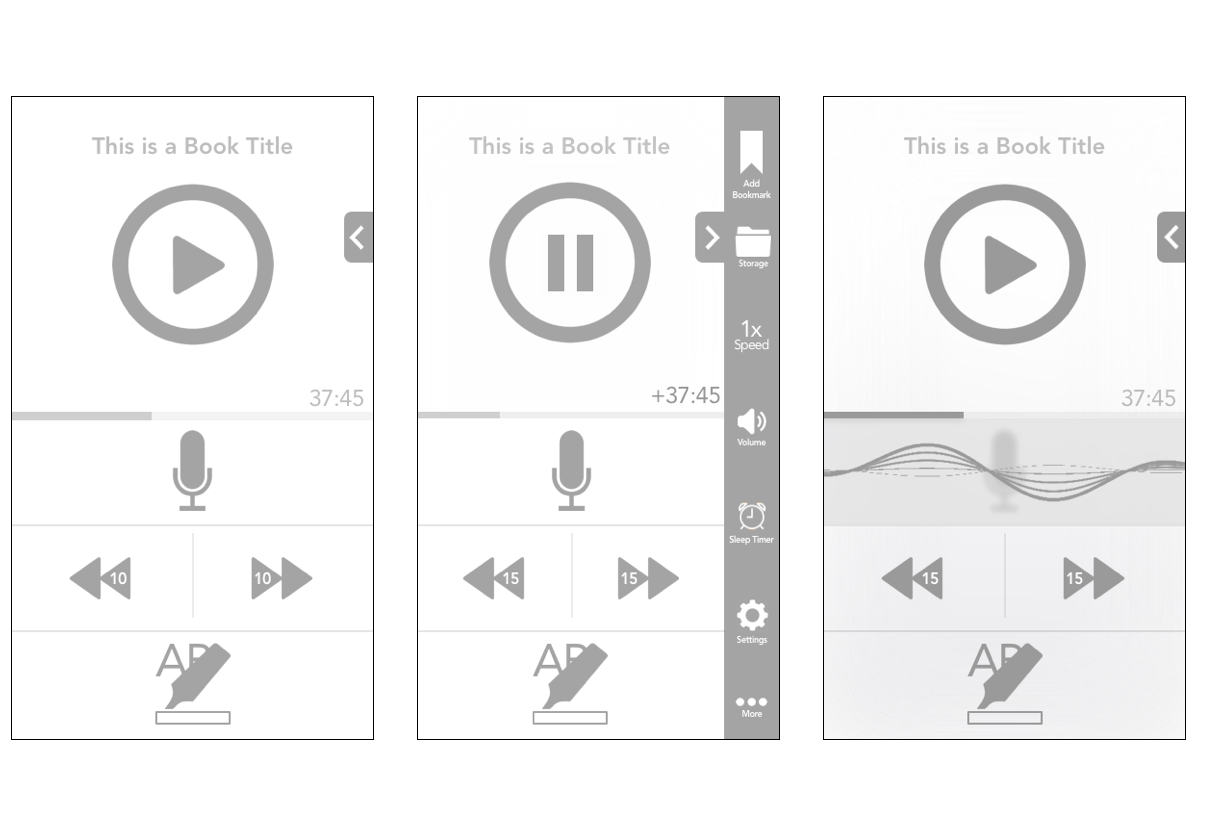 This is a Book Title
37:45
10
10
AB
This is a Book Title
Add
Bookmark
Storage
1x
Speed
+37:45
Volume
Sleep Timer
15
15
Settings
AB
More
This is a Book Title
37:45
15
15
AB